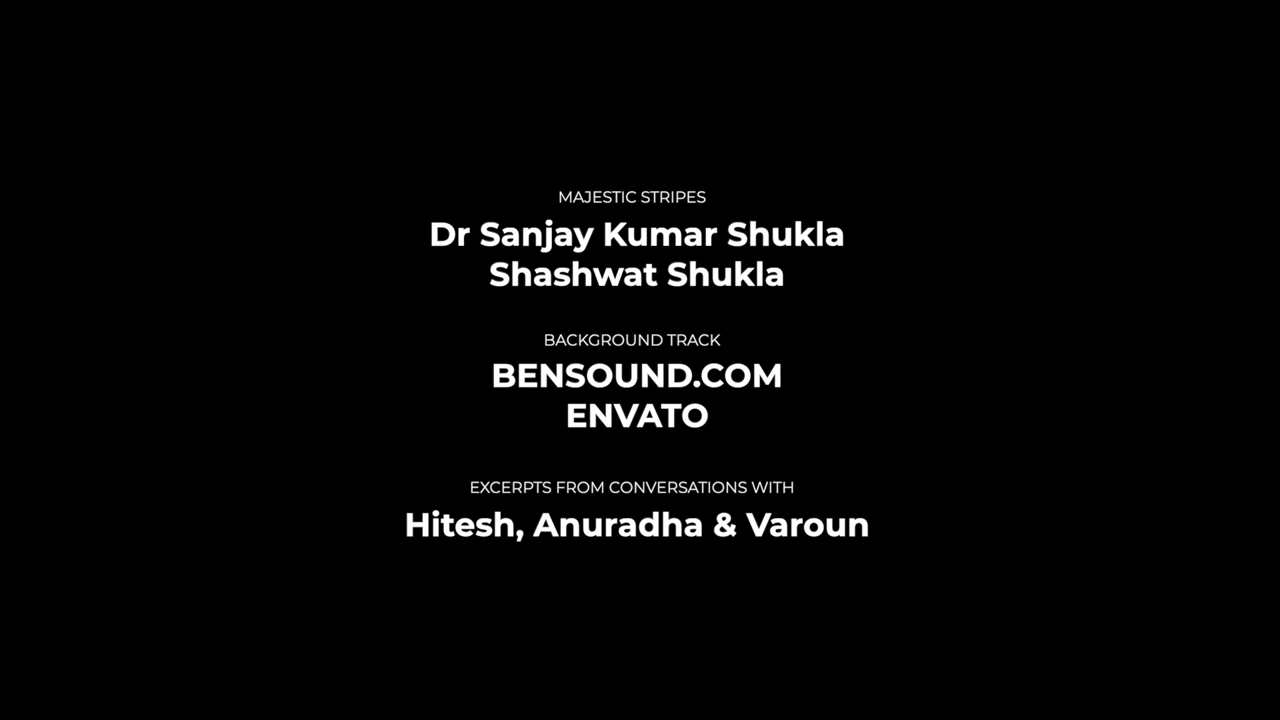 MAJESTIC STRIPES
Dr Sanjay Kumar Shukla
Shashwat Shukla
BACKGROUND TRACK
BENSOUND.COM
ENVATO
EXCERPTS FROM CONVERSATIONS WITH
Hitesh, Anuradha & Varoun